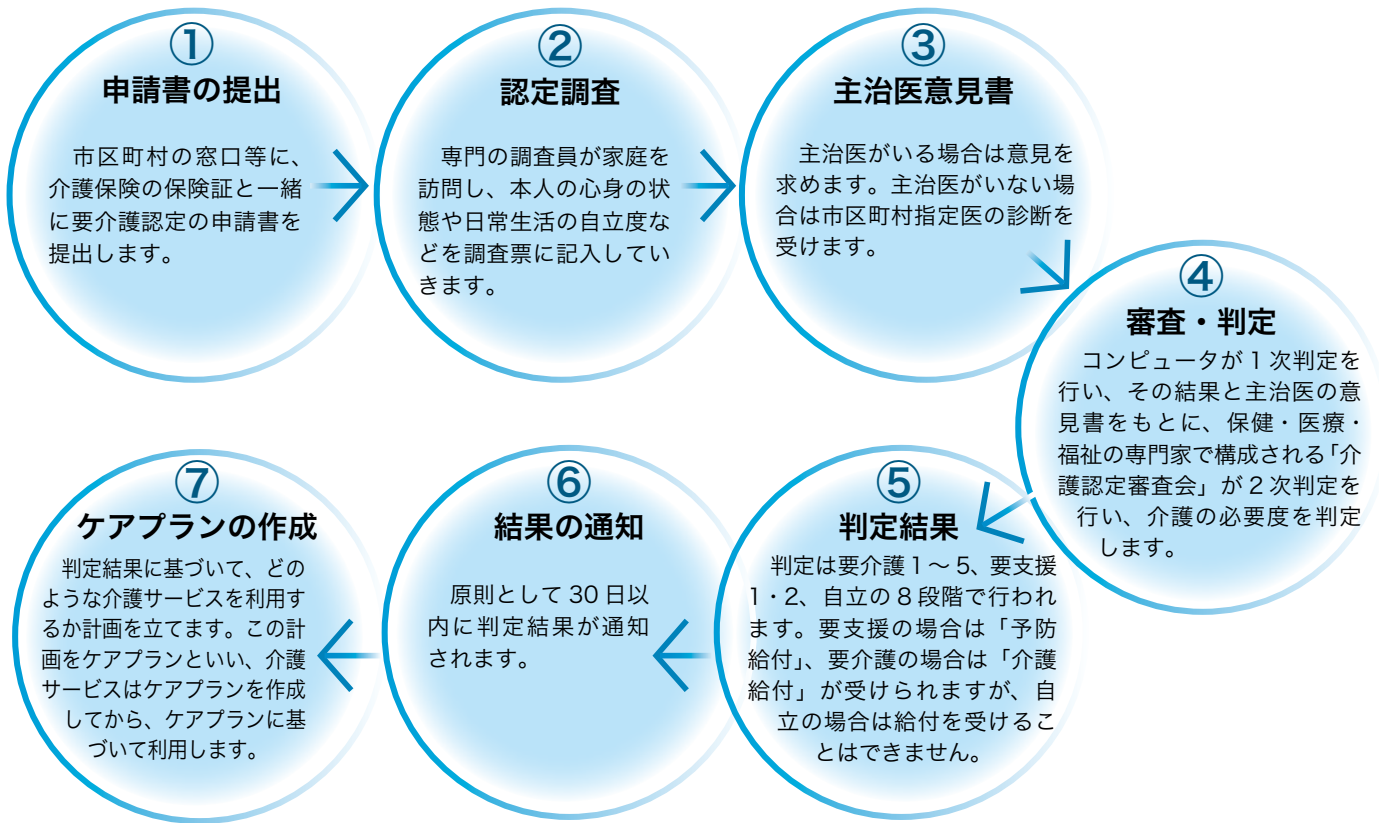 ①
申請書の提出
市区町村の窓口等に、
介護保険の保険証と一緒
に要介護認定の申請書を
提出します。
②
認定調査
専門の調査員が家庭を
訪問し、本人の心身の状
態や日常生活の自立度な
どを調査票に記入してい
きます。
③
主治医意見書
主治医がいる場合は意見を
求めます。主治医がいない場
合は市区町村指定医の診断を
受けます。
④
審査・判定
コンピュータが1次判定を
行い、その結果と主治医の意
見書をもとに、保健・医療・
福祉の専門家で構成される「介
護認定審査会」が2次判定を
行い、介護の必要度を判定
します。
⑤
判定結果
判定は要介護1～5、要支援
1・2、自立の8段階で行われ
ます。要支援の場合は「予防
給付」、要介護の場合は「介護
給付」が受けられますが、自
立の場合は給付を受けるこ
とはできません。
⑥
結果の通知
原則として30日以
内に判定結果が通知
されます。
⑦
ケアプランの作成
判定結果に基づいて、どの
ような介護サービスを利用す
るか計画を立てます。この計
画をケアプランといい、介護
サービスはケアプランを作成
してから、ケアプランに基
づいて利用します。